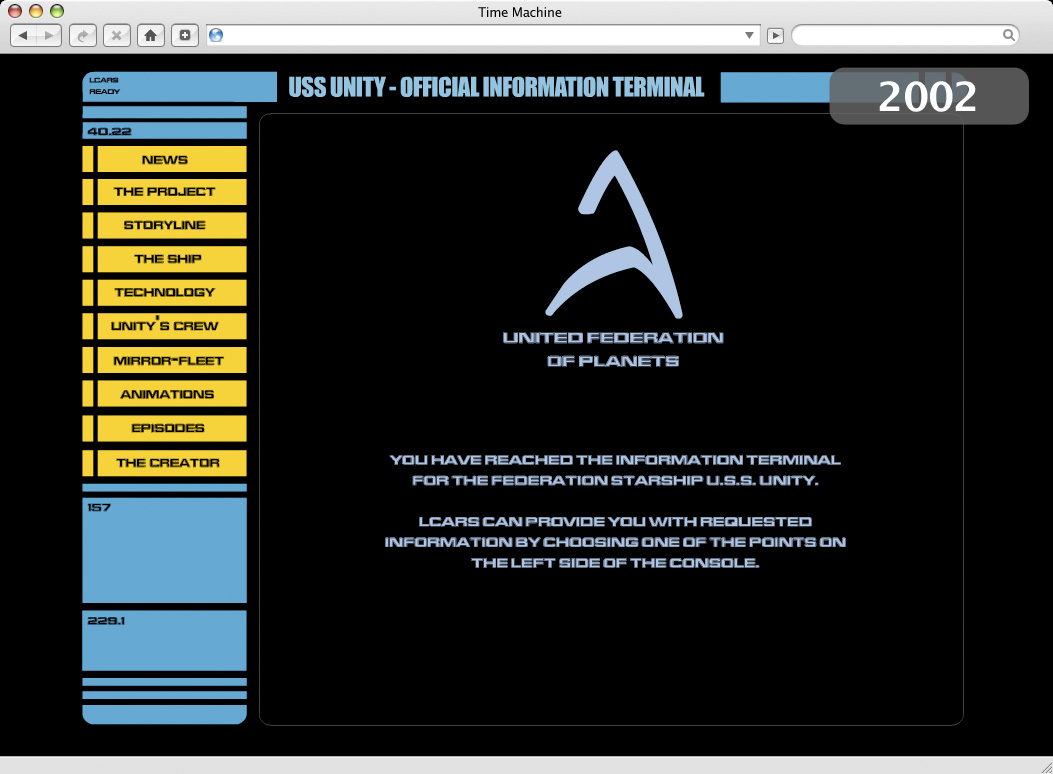 Time Machine
LCARS
READY
USS UNITY - OFFICIAL INFORMATION TERMINAL
2002
40.22
NEWS
THE PROJECT
STORYLINE
THE SHIP
TECHNOLOGY
UNITY'S CREW
MIRROR-FLEET
ANIMATIONS
EPISODES
THE CREATOR
157
229.1
UNITED FEDERATION
OF PLANETS
YOU HAVE REACHED THE INFORMATION TERMINAL
FOR THE FEDERATION STARSHIP U.S.S. UNITY.
LCARS CAN PROVIDE YOU WITH REQUESTED
INFORMATION BY CHOOSING ONE OF THE POINTS ON
THE LEFT SIDE OF THE CONSOLE.